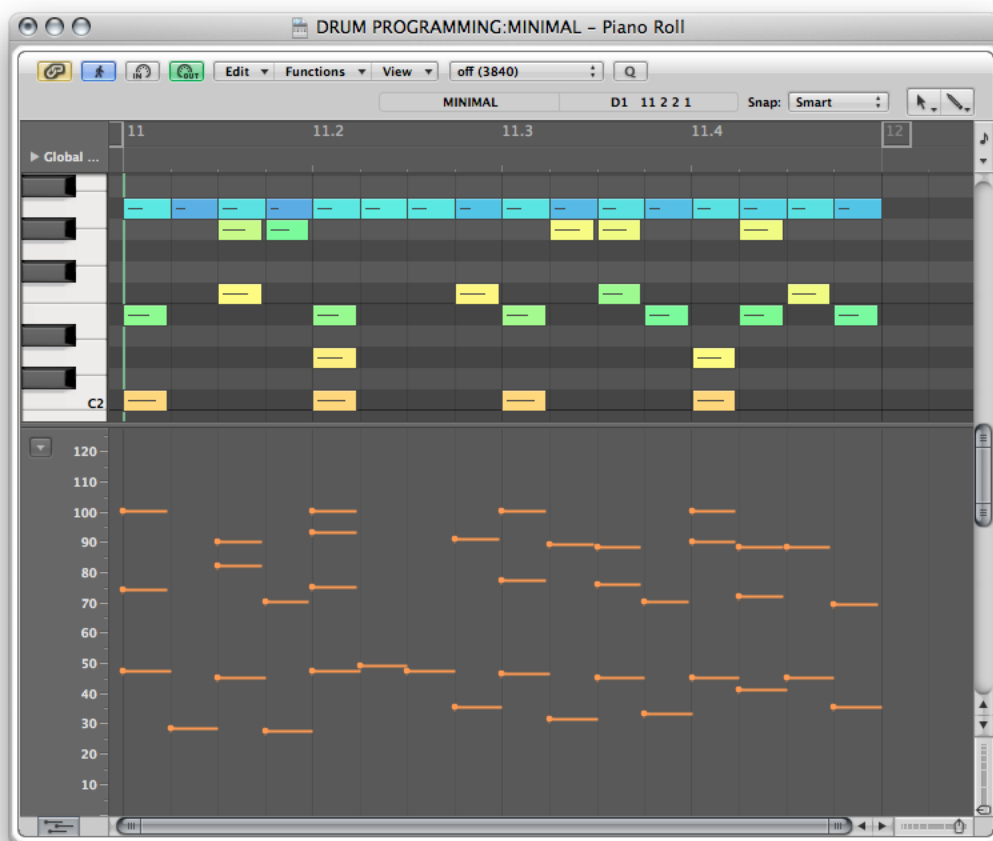 DRUM PROGRAMMING:MINIMAL – Piano Roll
IN OUT Edit Functions View off (3840) Q
MINIMAL D1 11 2 2 1 Snap: Smart
11 11.2 11.3 11.4 12
Global ...
C2
120
110
100
90
80
70
60
50
40
30
20
10